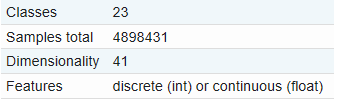 Classes 23
Samples total 4898431
Dimensionality 41
Features discrete (int) or continuous (float)